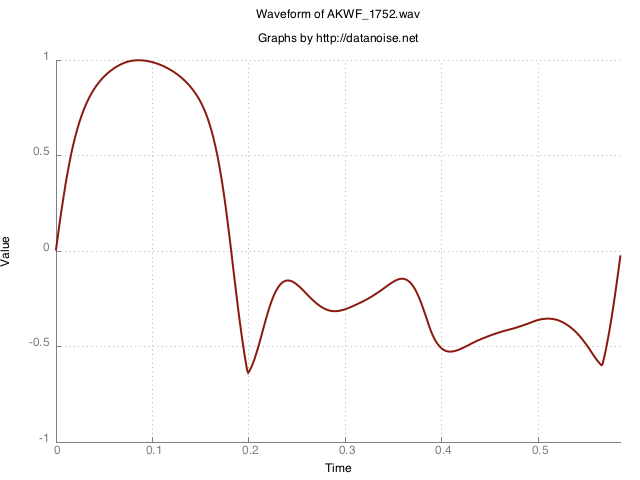 Waveform of AKWF_1752.wav
Graphs by http://datanoise.net
1
0.5
0
-0.5
-1
Value
0 0.1 0.2 0.3 0.4 0.5
Time